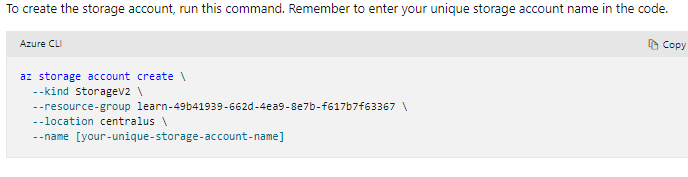 To create the storage account, run this command. Remember to enter your unique storage account name in the code.
Azure CLI
Copy
az storage account create \
--kind StorageV2 \
--resource-group learn-49b41939-662d-4ea9-8e7b-f617b7f63367 \
--location centralus \
--name [your-unique-storage-account-name]